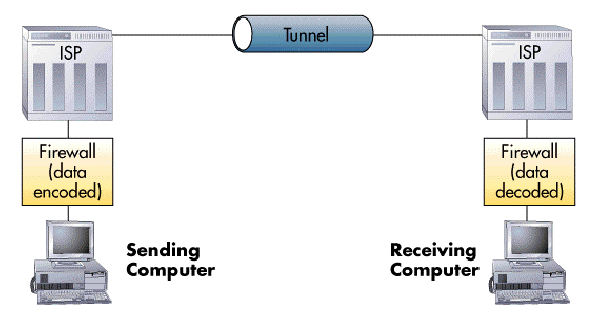 ISP
Tunnel
ISP
Firewall
(data
encoded)
Firewall
(data
decoded)
Sending
Computer
Receiving
Computer